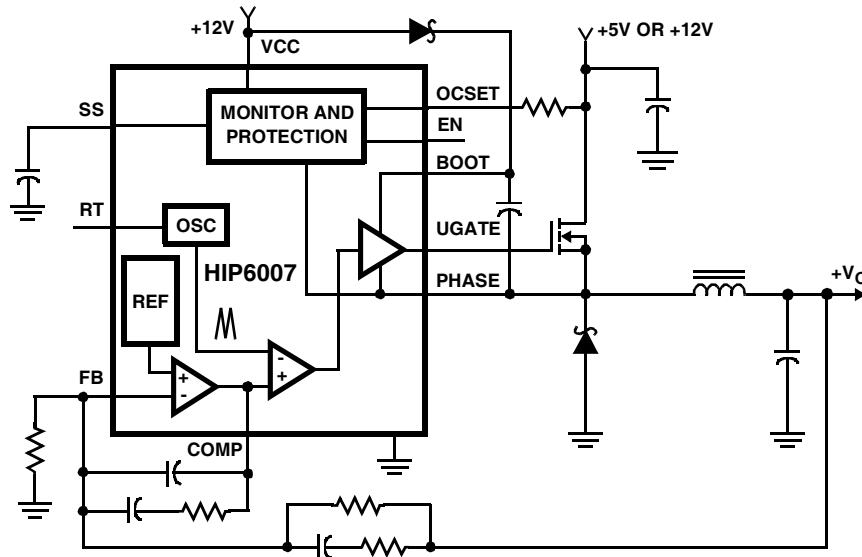 +12V
VCC
+5V OR +12V
SS
MONITOR AND
PROTECTION
OCSET
EN
BOOT
RT
OSC
UGATE
HIP6007
REF
PHASE
+VO
FB
+
-
-
+
COMP